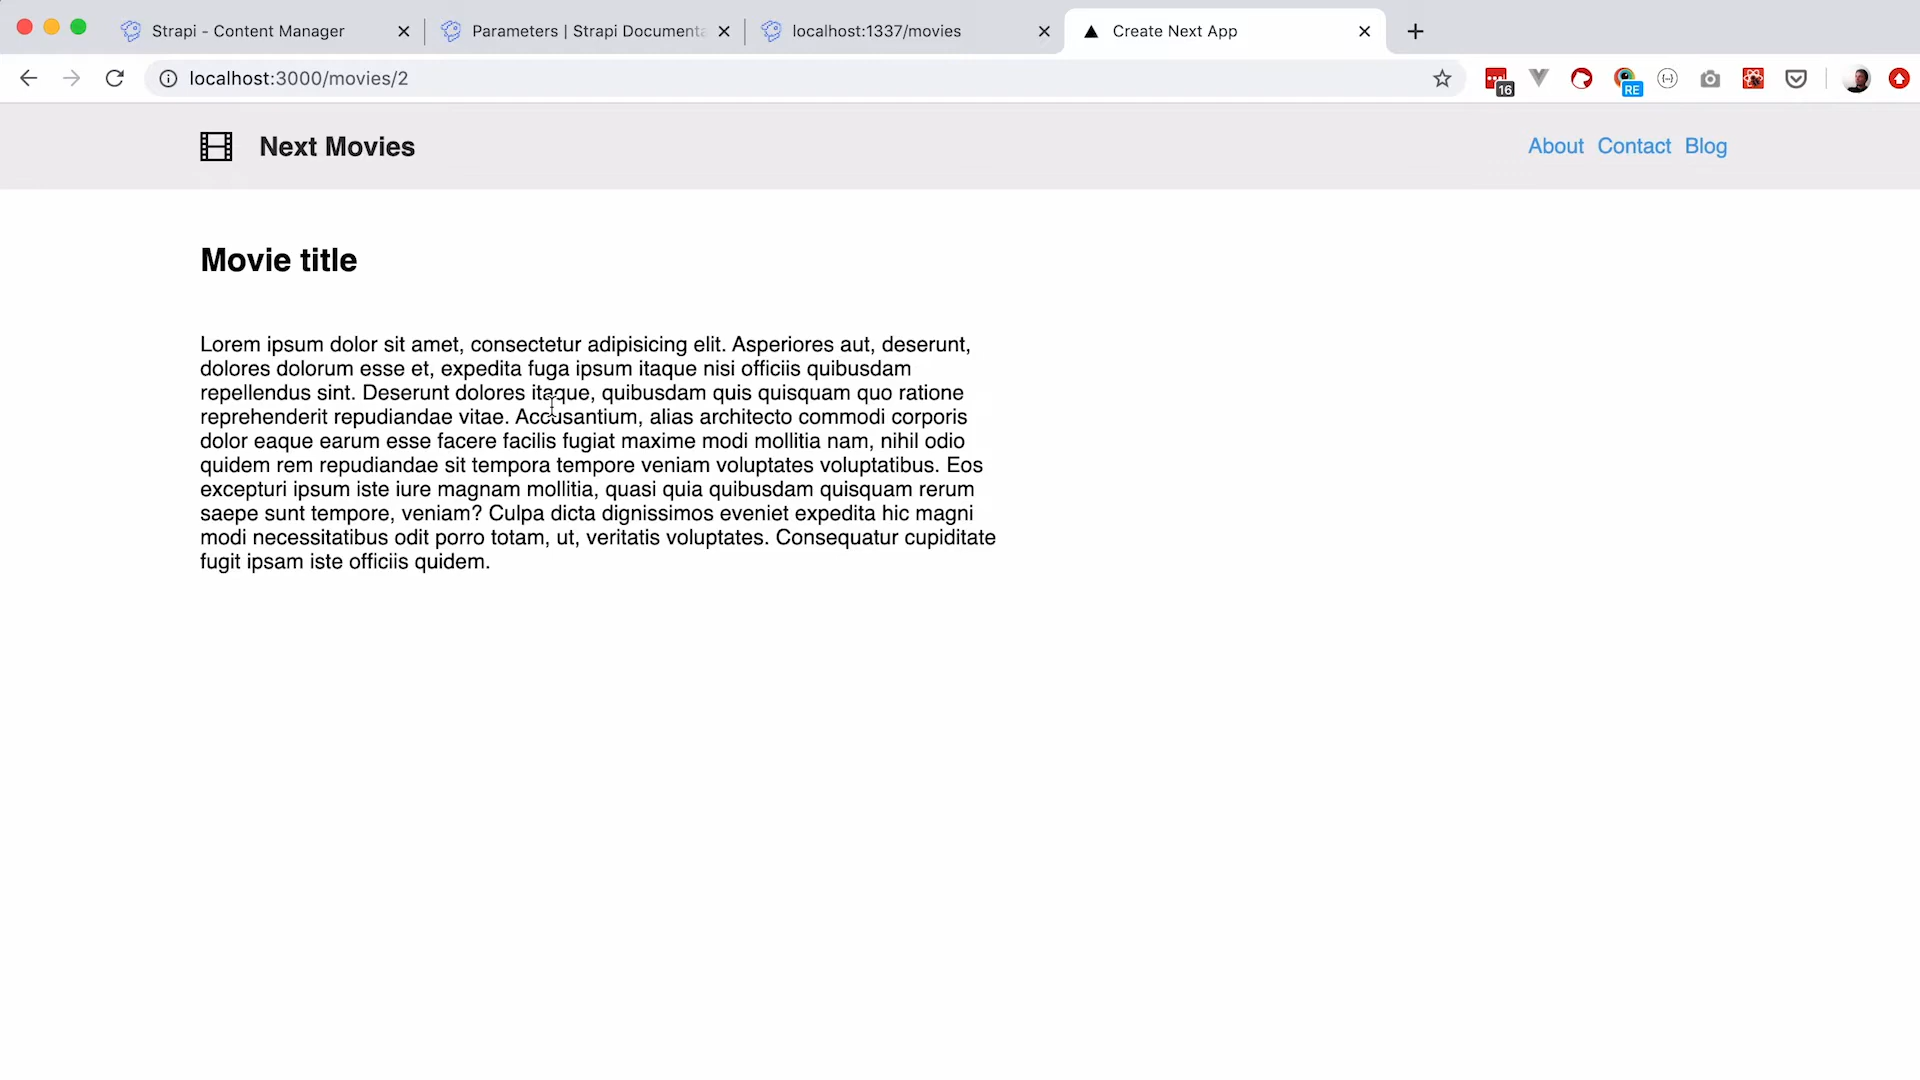 Strapi - Content Manager
Parameters | Strapi Documenta
localhost:1337/movies
Create Next App
localhost:3000/movies/2
16
RE
Next Movies
About Contact Blog
Movie title
Lorem ipsum dolor sit amet, consectetur adipisicing elit. Asperiores aut, deserunt,
dolores dolorum esse et, expedita fuga ipsum itaque nisi officiis quibusdam
repellendus sint. Deserunt dolores itaque, quibusdam quis quisquam quo ratione
reprehenderit repudiandae vitae. Accusantium, alias architecto commodi corporis
dolor eaque earum esse facere facilis fugiat maxime modi mollitia nam, nihil odio
quidem rem repudiandae sit tempora tempore veniam voluptates voluptatibus. Eos
excepturi ipsum iste iure magnam mollitia, quasi quia quibusdam quisquam rerum
saepe sunt tempore, veniam? Culpa dicta dignissimos eveniet expedita hic magni
modi necessitatibus odit porro totam, ut, veritatis voluptates. Consequatur cupiditate
fugit ipsam iste officiis quidem.